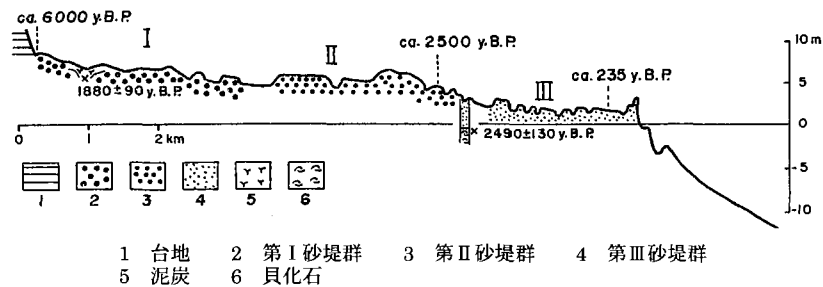 ca. 6000 y. B.P.
I
II
ca. 2500 y. B.P.
III
ca. 235 y. B.P.
10 m
5
0
-5
-10
1880±90 y. B.P.
2490±130 y. B.P.
0 1 2 km
1 2 3 4 5 6
1 台地 2 第Ⅰ砂堤群 3 第Ⅱ砂堤群 4 第Ⅲ砂堤群
5 泥炭 6 貝化石